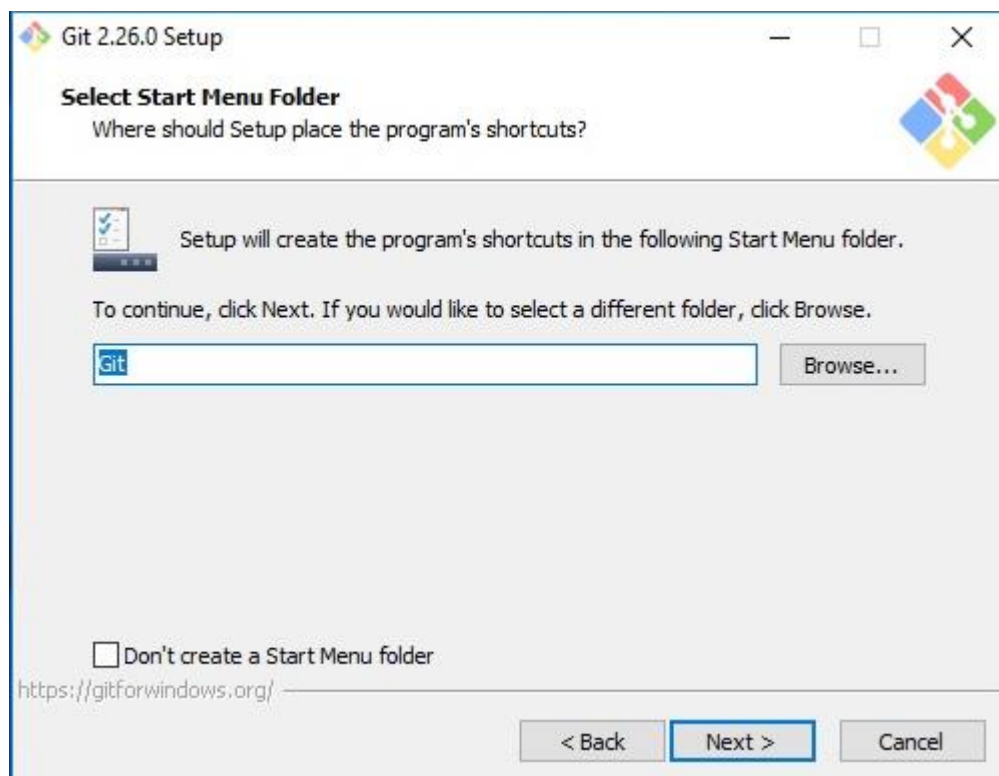 Git 2.26.0 Setup
Select Start Menu Folder
Where should Setup place the program's shortcuts?
Setup will create the program's shortcuts in the following Start Menu folder.
To continue, click Next. If you would like to select a different folder, click Browse.
Git
Browse...
Don't create a Start Menu folder
https://gitforwindows.org/
< Back
Next >
Cancel